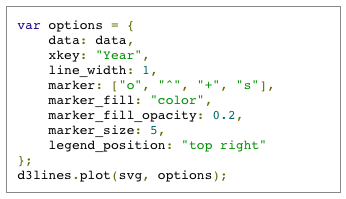 var options = {
    data: data,
    xkey: "Year",
    line_width: 1,
    marker: ["o", "^", "+", "s"],
    marker_fill: "color",
    marker_fill_opacity: 0.2,
    marker_size: 5,
    legend_position: "top right"
};
d3lines.plot(svg, options);